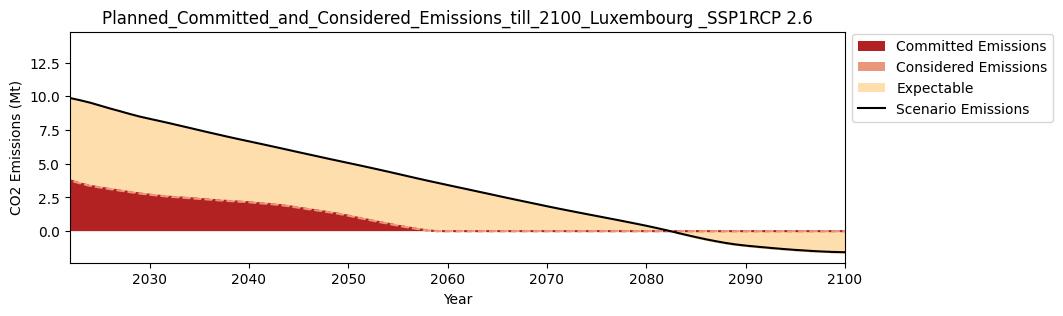 Planned_Committed_and_Considered_Emissions_till_2100_Luxembourg _SSP1RCP 2.6
Committed Emissions
Considered Emissions
Expectable
Scenario Emissions
CO2 Emissions (Mt)
12.5
10.0
7.5
5.0
2.5
0.0
2030
2040
2050
2060
2070
2080
2090
2100
Year